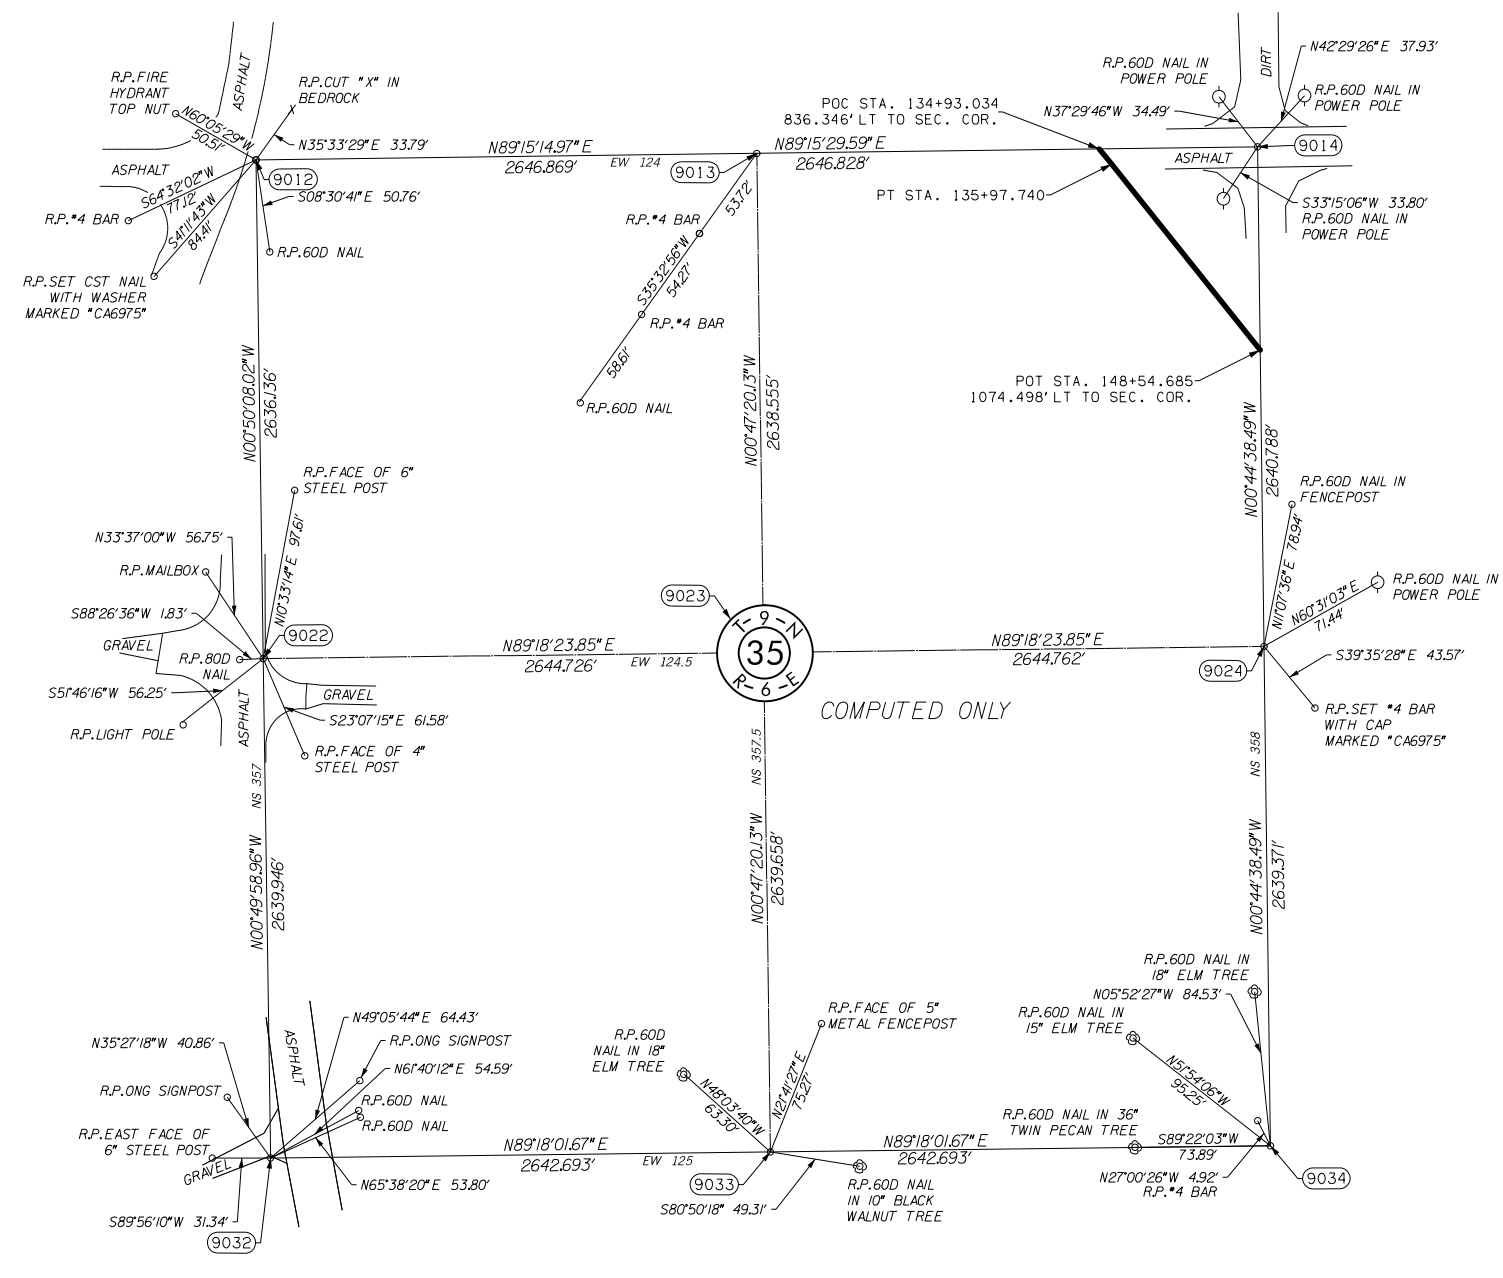 R.P.FIRE
HYDRANT
TOP NUT
ASPHALT
R.P.CUT "X" IN
BEDROCK
N60°05'29"W
50.51'
N35°33'29"E 33.79'
ASPHALT
9012
S64°32'02"W
77.12'
S08°30'41"E 50.76'
R.P.#4 BAR
S41°11'43"W
84.41'
R.P.60D NAIL
R.P.SET CST NAIL
WITH WASHER
MARKED "CA6975"
N89°15'14.97"E
2646.869'
EW 124
9013
N89°15'29.59"E
2646.828'
53.72'
R.P.#4 BAR
S35°32'56"W
54.27'
R.P.#4 BAR
58.61'
R.P.60D NAIL
POC STA. 134+93.034
836.346' LT TO SEC. COR.
PT STA. 135+97.740
R.P.60D NAIL IN
POWER POLE
N37°29'46"W 34.49'
DIRT
N42°29'26"E 37.93'
R.P.60D NAIL IN
POWER POLE
9014
ASPHALT
S33°15'06"W 33.80'
R.P.60D NAIL IN
POWER POLE
POT STA. 148+54.685
1074.498' LT TO SEC. COR.
N00°50'08.02"W
2636.136'
N00°47'20.13"W
2638.555'
N00°44'38.49"W
2640.788'
R.P.FACE OF 6"
STEEL POST
N33°37'00"W 56.75'
N10°33'14"E 97.61'
R.P.MAILBOX
S88°26'36"W 1.83'
9022
GRAVEL
R.P.80D
NAIL
S51°46'16"W 56.25'
GRAVEL
S23°07'15"E 61.58'
R.P.LIGHT POLE
ASPHALT
R.P.FACE OF 4"
STEEL POST
N89°18'23.85"E
2644.726'
EW 124.5
9023
T-9-N
35
R-6-E
COMPUTED ONLY
N89°18'23.85"E
2644.762'
R.P.60D NAIL IN
FENCEPOST
N11°07'36"E 78.94'
N60°31'03"E
71.44'
R.P.60D NAIL IN
POWER POLE
9024
S39°35'28"E 43.57'
R.P.SET #4 BAR
WITH CAP
MARKED "CA6975"
NS 357
NS 357.5
NS 358
N00°49'58.96"W
2639.946'
N00°47'20.13"W
2639.658'
N00°44'38.49"W
2639.371'
N49°05'44"E 64.43'
N35°27'18"W 40.86'
ASPHALT
R.P.ONG SIGNPOST
N61°40'12"E 54.59'
R.P.ONG SIGNPOST
R.P.60D NAIL
R.P.60D NAIL
R.P.EAST FACE OF
6" STEEL POST
GRAVEL
N65°38'20"E 53.80'
S89°56'10"W 31.34'
9032
N89°18'01.67"E
2642.693'
EW 125
R.P.60D
NAIL IN 18"
ELM TREE
N48°03'40"W
63.30'
R.P.FACE OF 5"
METAL FENCEPOST
N21°41'27"E
75.27'
9033
S80°50'18" 49.31'
R.P.60D NAIL
IN 10" BLACK
WALNUT TREE
N89°18'01.67"E
2642.693'
R.P.60D NAIL IN
18" ELM TREE
N05°52'27"W 84.53'
R.P.60D NAIL IN
15" ELM TREE
N51°54'06"W
95.25'
R.P.60D NAIL IN 36"
TWIN PECAN TREE
S89°22'03"W
73.89'
N27°00'26"W 4.92'
R.P.#4 BAR
9034